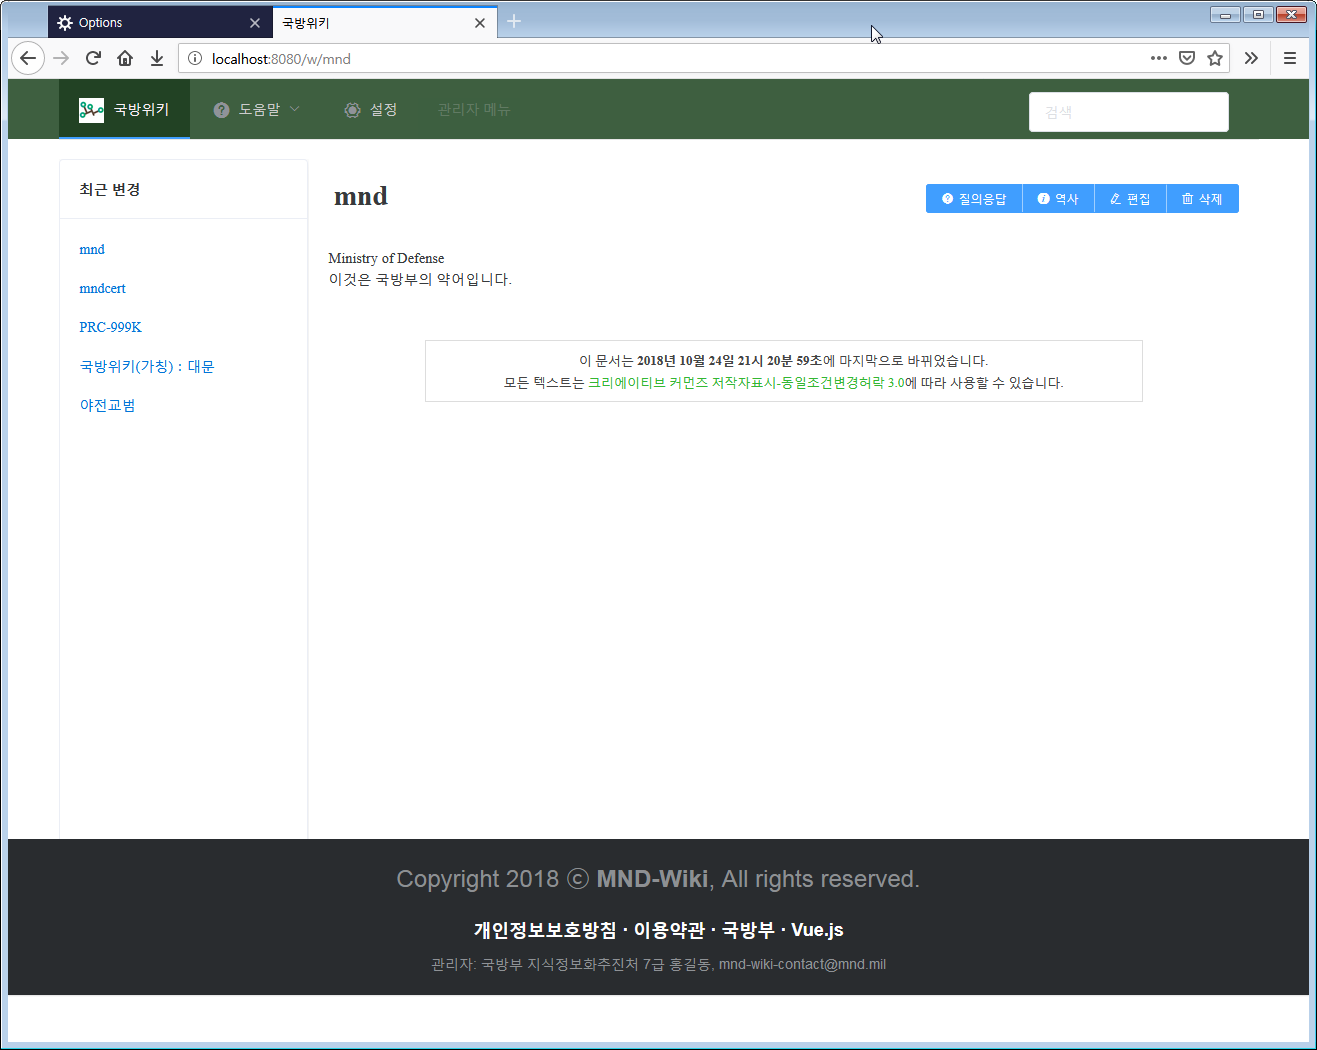 Options
국방위키
localhost:8080/w/mnd
국방위키
도움말
설정
관리자 메뉴
검색
최근 변경
mnd
mndcert
PRC-999K
국방위키(가칭) : 대문
야전교범
mnd
질의응답
역사
편집
삭제
Ministry of Defense
이것은 국방부의 약어입니다.
이 문서는 2018년 10월 24일 21시 20분 59초에 마지막으로 바뀌었습니다.
모든 텍스트는 크리에이티브 커먼즈 저작자표시-동일조건변경허락 3.0에 따라 사용할 수 있습니다.
Copyright 2018 ⓒ MND-Wiki, All rights reserved.
개인정보보호방침 · 이용약관 · 국방부 · Vue.js
관리자: 국방부 지식정보화추진처 7급 홍길동, mnd-wiki-contact@mnd.mil